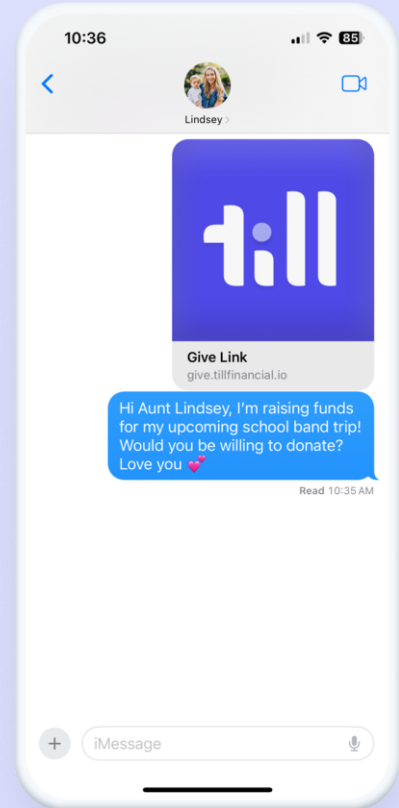 10:36
85
Lindsey
till
Give Link
give.tillfinancial.io
Hi Aunt Lindsey, I'm raising funds
for my upcoming school band trip!
Would you be willing to donate?
Love you 💕
Read 10:35 AM
iMessage